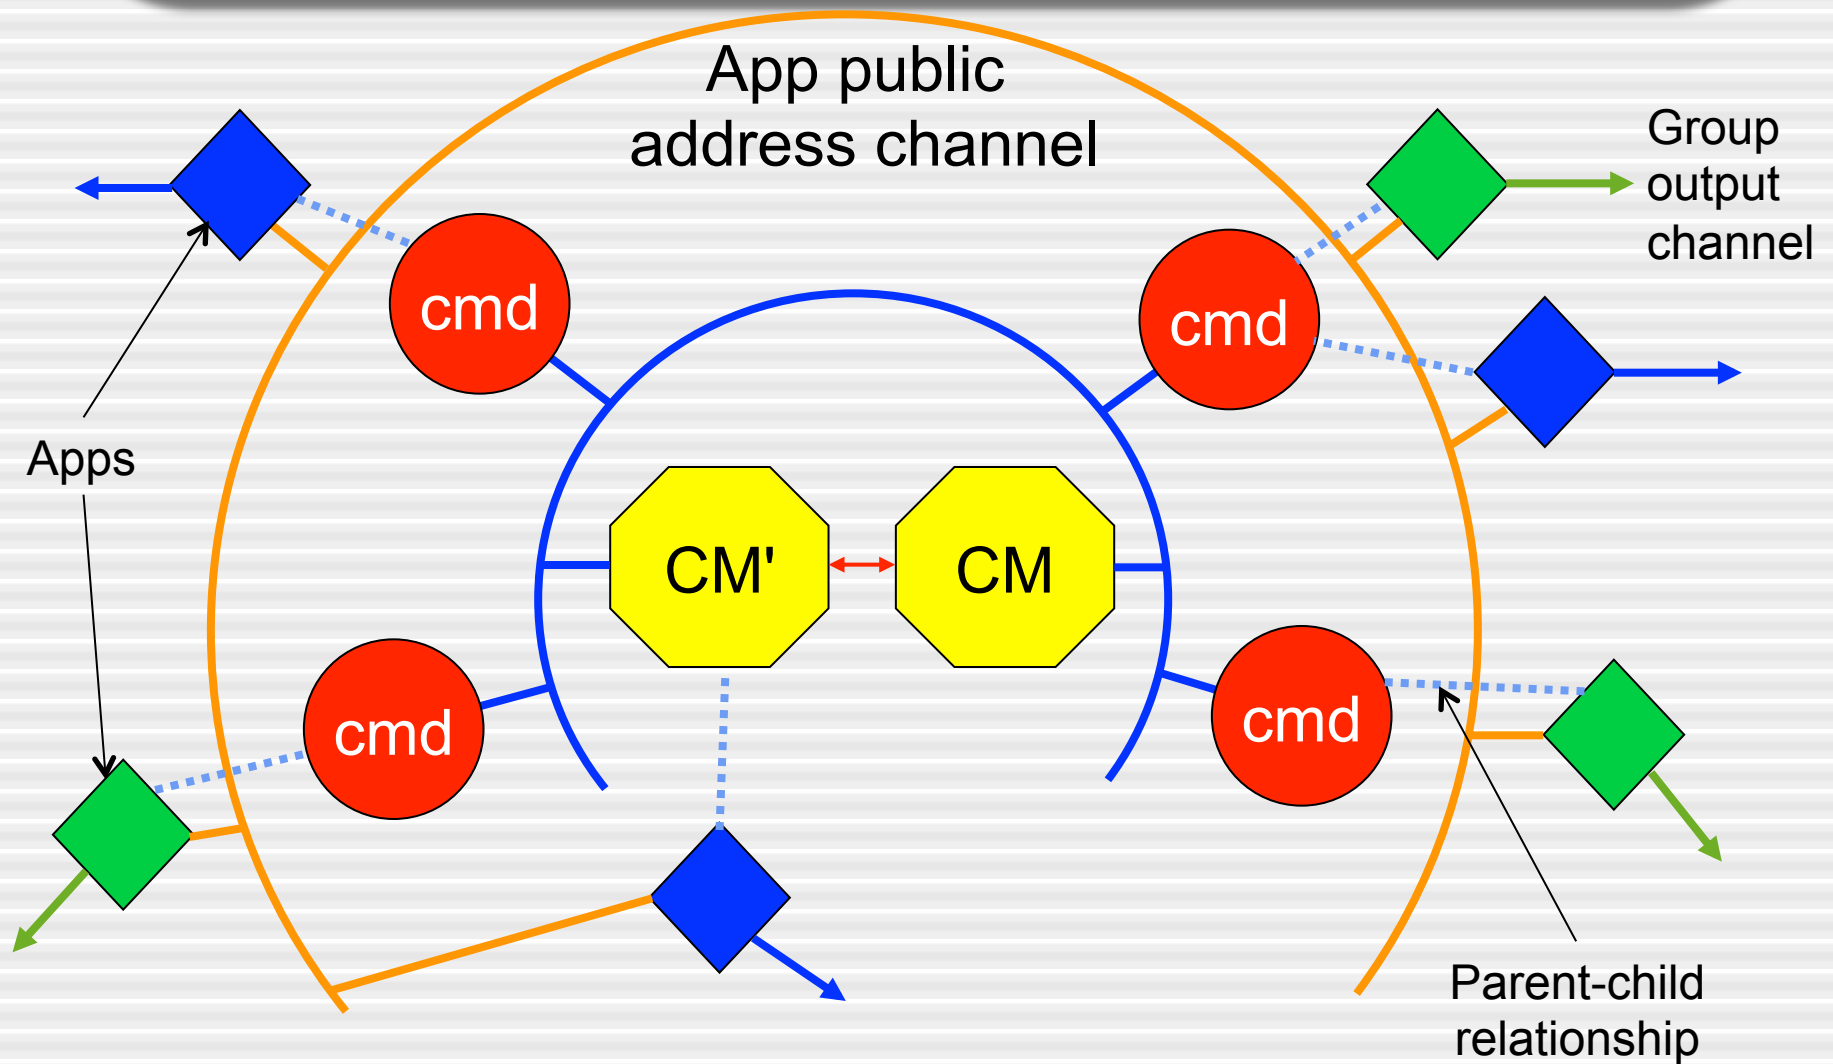 App public
address channel
Group
output
channel
cmd
cmd
Apps
CM'
CM
cmd
cmd
Parent-child
relationship